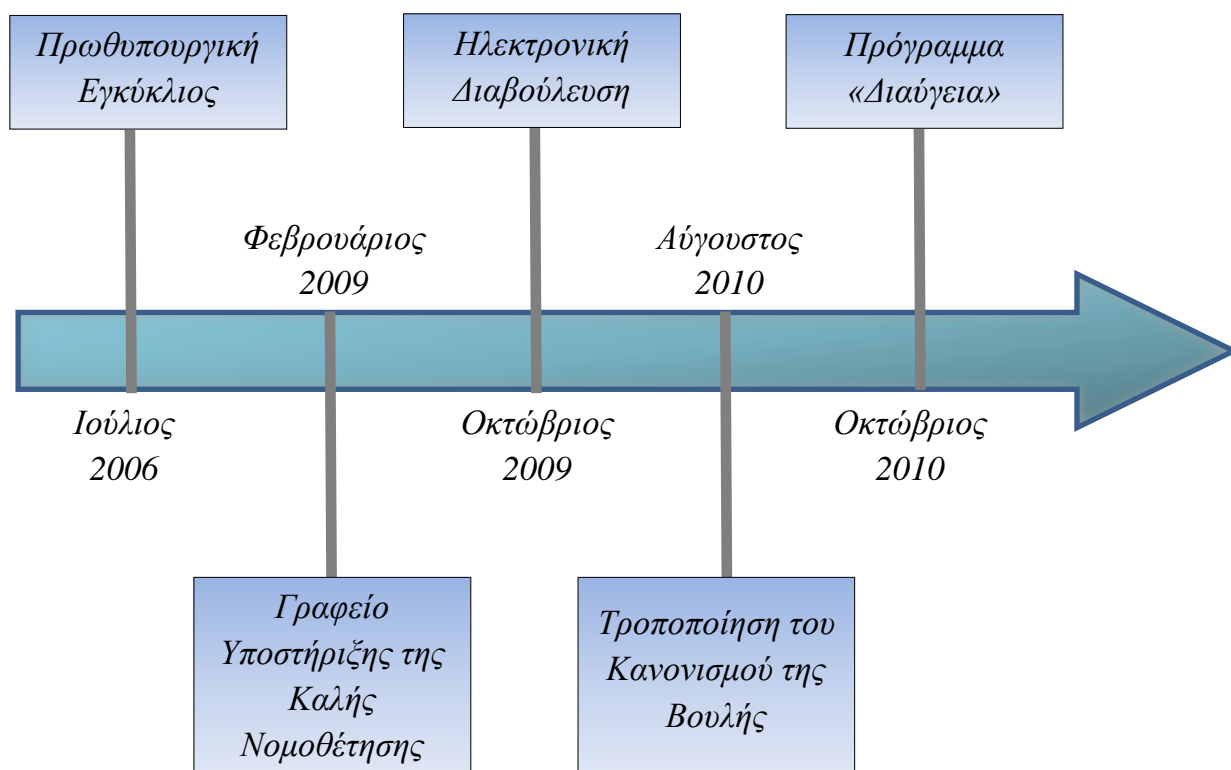 Πρωθυπουργική
Εγκύκλιος
Ηλεκτρονική
Διαβούλευση
Πρόγραμμα
«Διαύγεια»
Φεβρουάριος
2009
Αύγουστος
2010
Ιούλιος
2006
Οκτώβριος
2009
Οκτώβριος
2010
Γραφείο
Υποστήριξης της
Καλής
Νομοθέτησης
Τροποποίηση του
Κανονισμού της
Βουλής